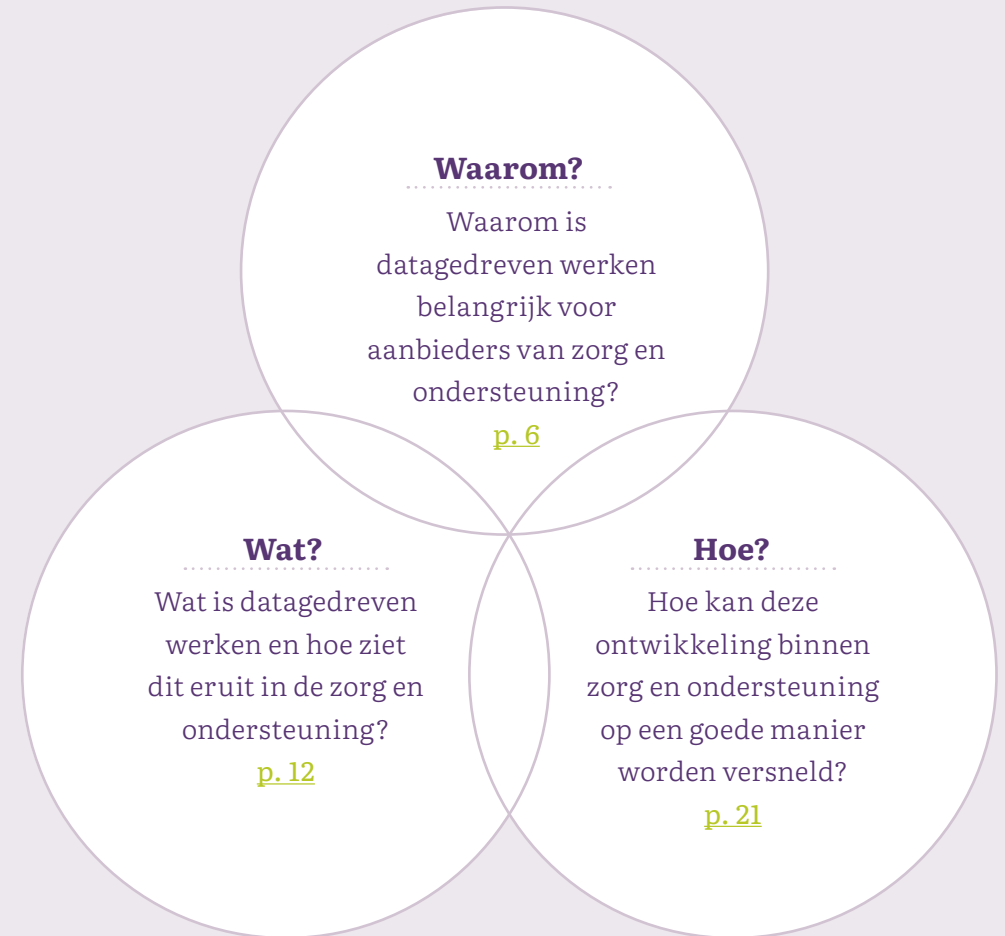 Waarom?
Waarom is
datagedreven werken
belangrijk voor
aanbieders van zorg en
ondersteuning?
p. 6
Wat?
Wat is datagedreven
werken en hoe ziet
dit eruit in de zorg en
ondersteuning?
p. 12
Hoe?
Hoe kan deze
ontwikkeling binnen
zorg en ondersteuning
op een goede manier
worden versneld?
p. 21